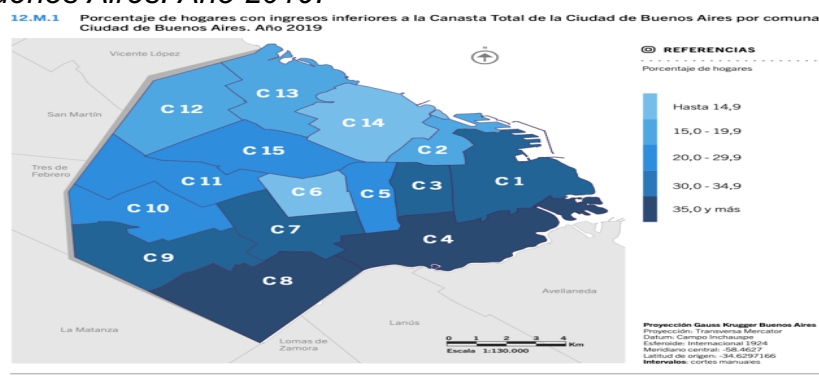 uenos Aires. Año 2019.
12.M.1 Porcentaje de hogares con ingresos inferiores a la Canasta Total de la Ciudad de Buenos Aires por comuna
Ciudad de Buenos Aires. Año 2019
Vicente López
San Martín
Tres de
Febrero
La Matanza
Lomas de
Zamora
Lanús
Avellaneda
C 13
C 12
C 14
C 15
C 2
C 11
C 6
C 5
C 3
C 1
C 10
C 7
C 4
C 9
C 8
0 1 2 3 4 Km
Escala 1:130.000
REFERENCIAS
Porcentaje de hogares
Hasta 14,9
15,0 - 19,9
20,0 - 29,9
30,0 - 34,9
35,0 y más
Proyección Gauss Krugger Buenos Aires
Proyección: Transversa Mercator
Datum: Campo Inchauspe
Esferoide: Internacional 1924
Meridiano central: -58.4627
Latitud de origen: -34.6297166
Intervalos: cortes manuales